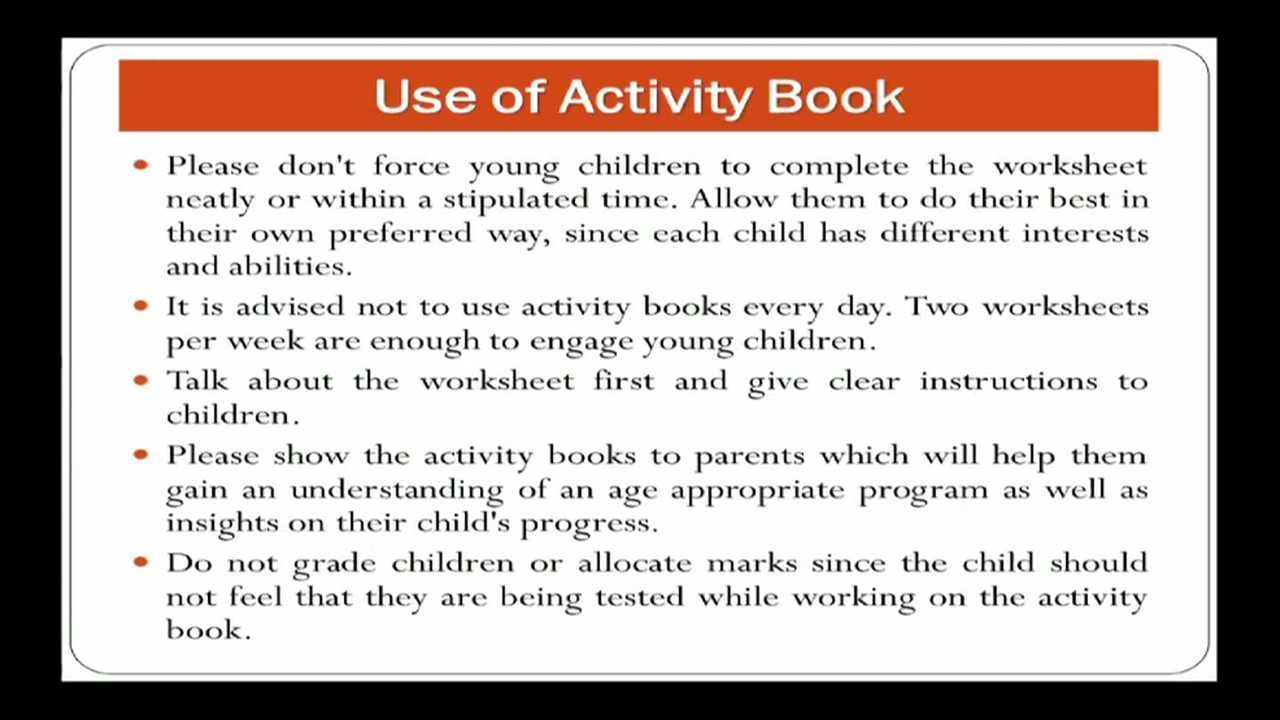 Use of Activity Book
Please don't force young children to complete the worksheet
neatly or within a stipulated time. Allow them to do their best in
their own preferred way, since each child has different interests
and abilities.
It is advised not to use activity books every day. Two worksheets
per week are enough to engage young children.
Talk about the worksheet first and give clear instructions to
children.
Please show the activity books to parents which will help them
gain an understanding of an age appropriate program as well as
insights on their child's progress.
Do not grade children or allocate marks since the child should
not feel that they are being tested while working on the activity
book.